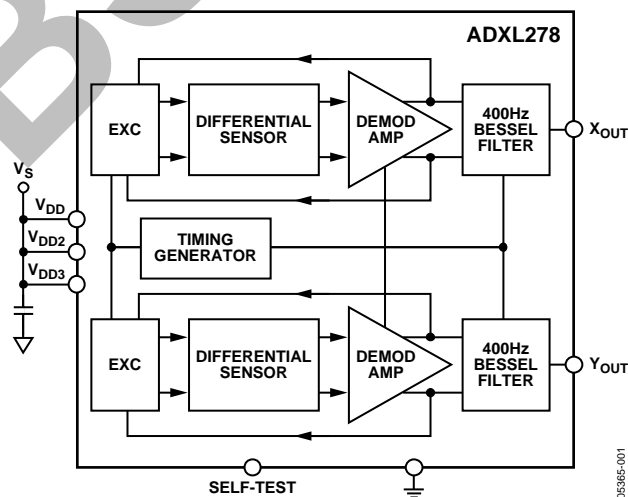 ADXL278
EXC
DIFFERENTIAL
SENSOR
DEMOD
AMP
400Hz
BESSEL
FILTER
XOUT
VS
VDD
VDD2
VDD3
TIMING
GENERATOR
EXC
DIFFERENTIAL
SENSOR
DEMOD
AMP
400Hz
BESSEL
FILTER
YOUT
SELF-TEST
05365-001